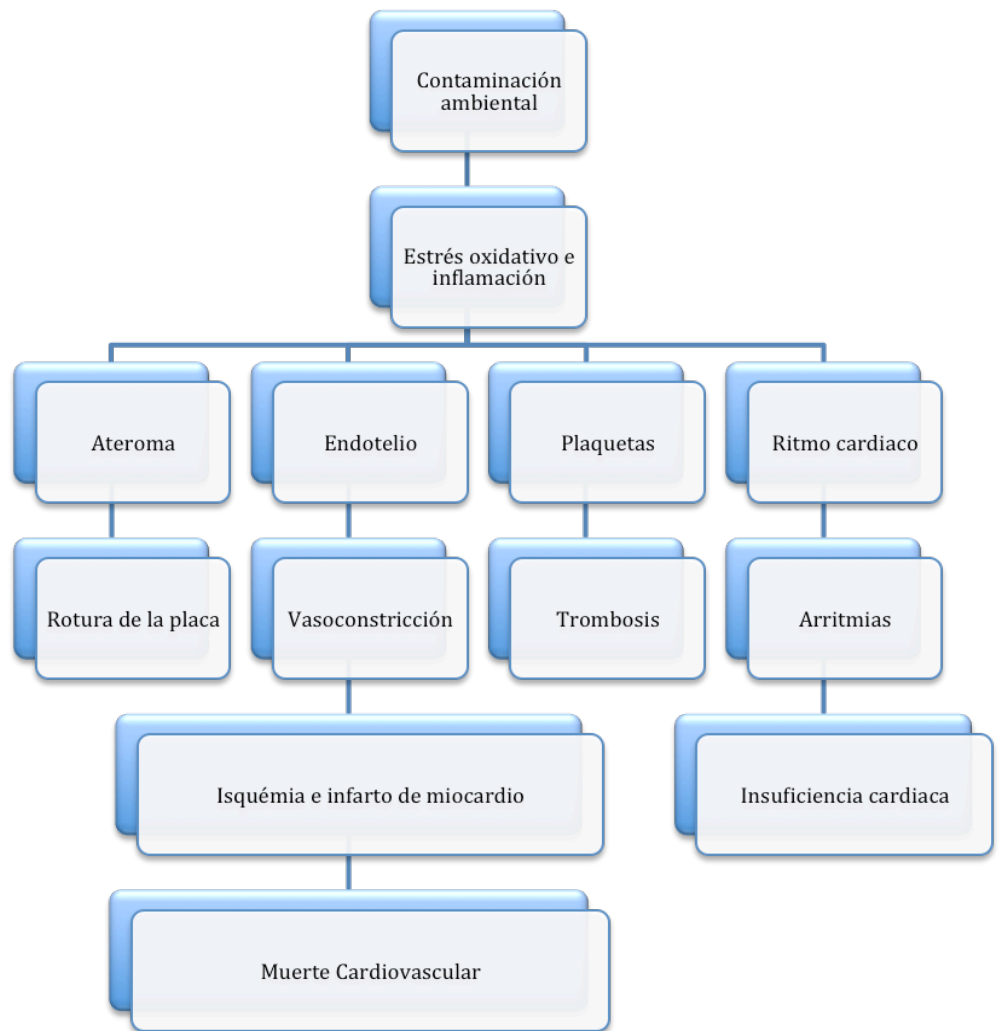 Contaminación
ambiental
Estrés oxidativo e
inflamación
Ateroma
Endotelio
Plaquetas
Ritmo cardiaco
Rotura de la placa
Vasoconstricción
Trombosis
Arritmias
Isquémia e infarto de miocardio
Insuficiencia cardiaca
Muerte Cardiovascular